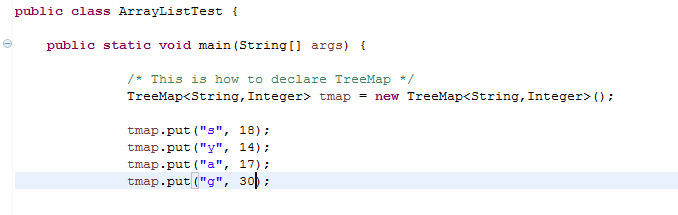 public class ArrayListTest {
public static void main(String[] args) {
/* This is how to declare TreeMap */
TreeMap<String,Integer> tmap = new TreeMap<String,Integer>();
tmap.put("s", 18);
tmap.put("y", 14);
tmap.put("a", 17);
tmap.put("g", 30);